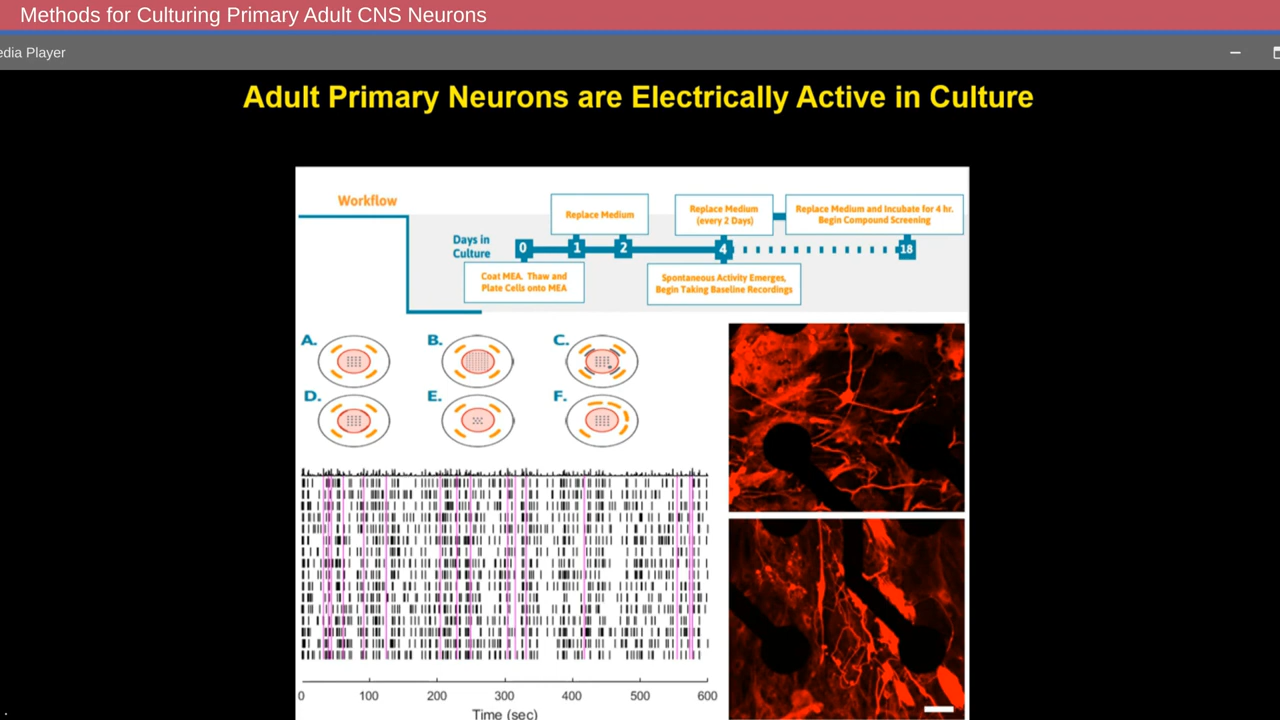 Methods for Culturing Primary Adult CNS Neurons
edia Player
Adult Primary Neurons are Electrically Active in Culture
Workflow
Replace Medium
Replace Medium
(every 2 Days)
Replace Medium and Incubate for 4 hr.
Begin Compound Screening
Days in
Culture
0
1
2
4
18
Coat MEA. Thaw and
Plate Cells onto MEA
Spontaneous Activity Emerges,
Begin Taking Baseline Recordings
A.
B.
C.
D.
E.
F.
0 100 200 300 400 500 600
Time (sec)